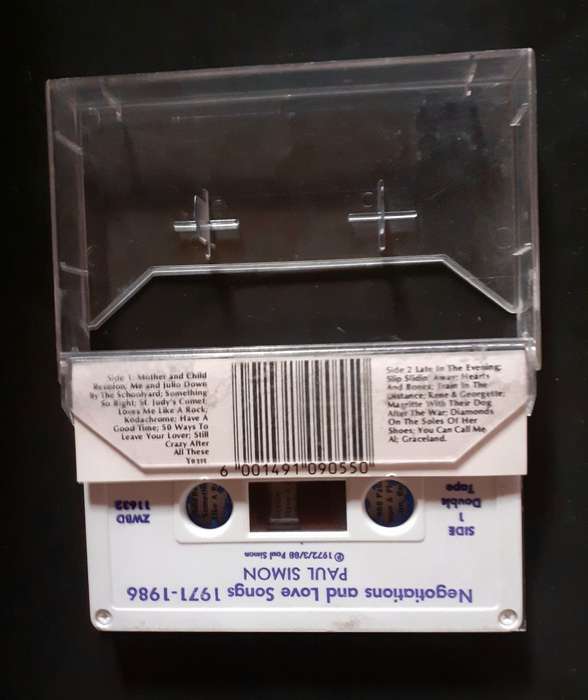 Side 1: Mother and Child
Reunion, Me and Julio Down
By The Schoolyard; Something
So Right; St. Judy's Comet;
Loves Me Like A Rock;
Kodachrome; Have A
Good Time; 50 Ways To
Leave Your Lover; Still
Crazy After
All These
Years
6 001491 090550
Side 2 Late In The Evening;
Slip Slidin' Away; Hearts
And Bones; Train In The
Distance; Rene & Georgette;
Magritte With Their Dog
After The War; Diamonds
On The Soles Of Her
Shoes; You Can Call Me
Al; Graceland.
Negotiations and Love Songs 1971-1986
PAUL SIMON
℗1972/3/88 Paul Simon
SIDE
1
Double
Tape
ZWBD
11632